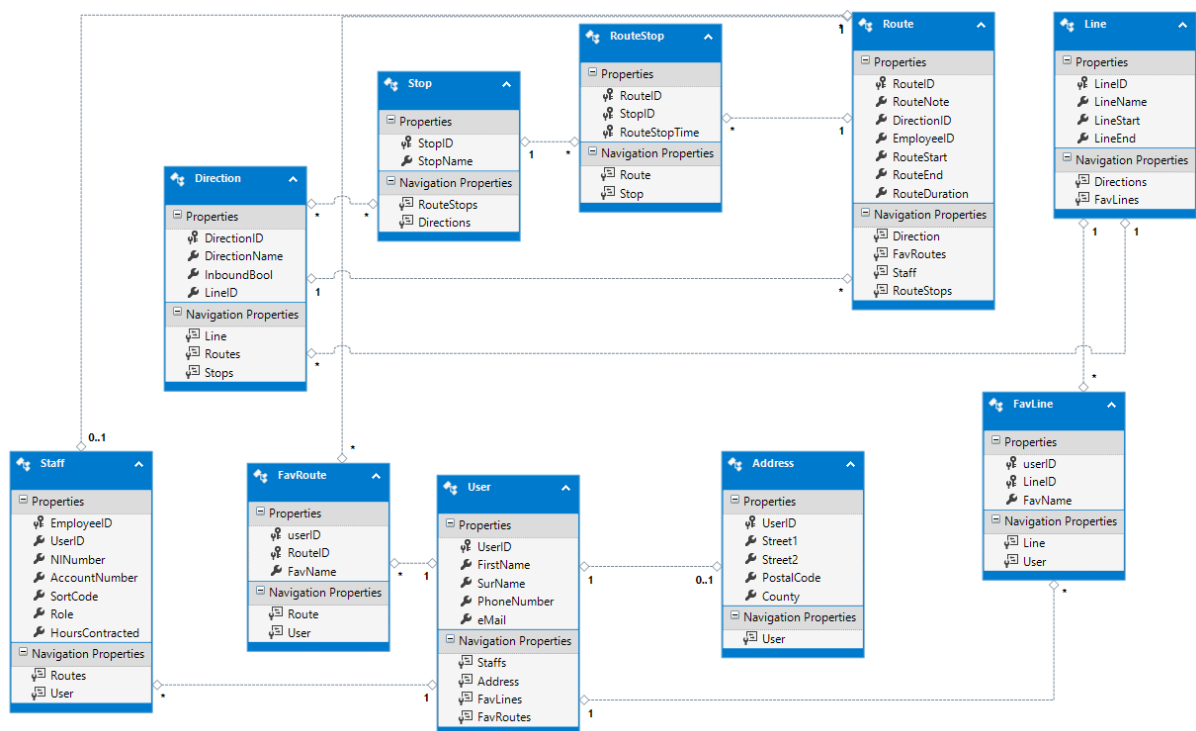 Direction
Properties
DirectionID
DirectionName
InboundBool
LineID
Navigation Properties
Line
Routes
Stops
Stop
Properties
StopID
StopName
Navigation Properties
RouteStops
Directions
RouteStop
Properties
RouteID
StopID
RouteStopTime
Navigation Properties
Route
Stop
Route
Properties
RouteID
RouteNote
DirectionID
EmployeeID
RouteStart
RouteEnd
RouteDuration
Navigation Properties
Direction
FavRoutes
Staff
RouteStops
Line
Properties
LineID
LineName
LineStart
LineEnd
Navigation Properties
Directions
FavLines
1
*
*
1
*
*
1
*
*
1
1
1
*
*
0..1
*
Staff
Properties
EmployeeID
UserID
NINumber
AccountNumber
SortCode
Role
HoursContracted
Navigation Properties
Routes
User
FavRoute
Properties
userID
RouteID
FavName
Navigation Properties
Route
User
User
Properties
UserID
FirstName
SurName
PhoneNumber
eMail
Navigation Properties
Staffs
Address
FavLines
FavRoutes
Address
Properties
UserID
Street1
Street2
PostalCode
County
Navigation Properties
User
FavLine
Properties
userID
LineID
FavName
Navigation Properties
Line
User
*
1
1
0..1
*
*
1
1